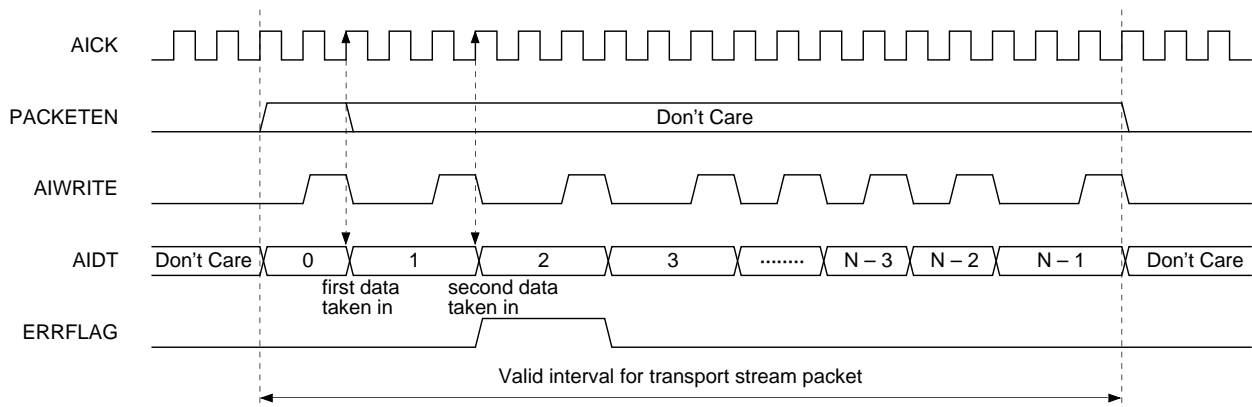 AICK
PACKETEN
Don't Care
AIWRITE
AIDT
Don't Care 0 1 2 3 ........ N – 3 N – 2 N – 1 Don't Care
first data
taken in
second data
taken in
ERRFLAG
Valid interval for transport stream packet